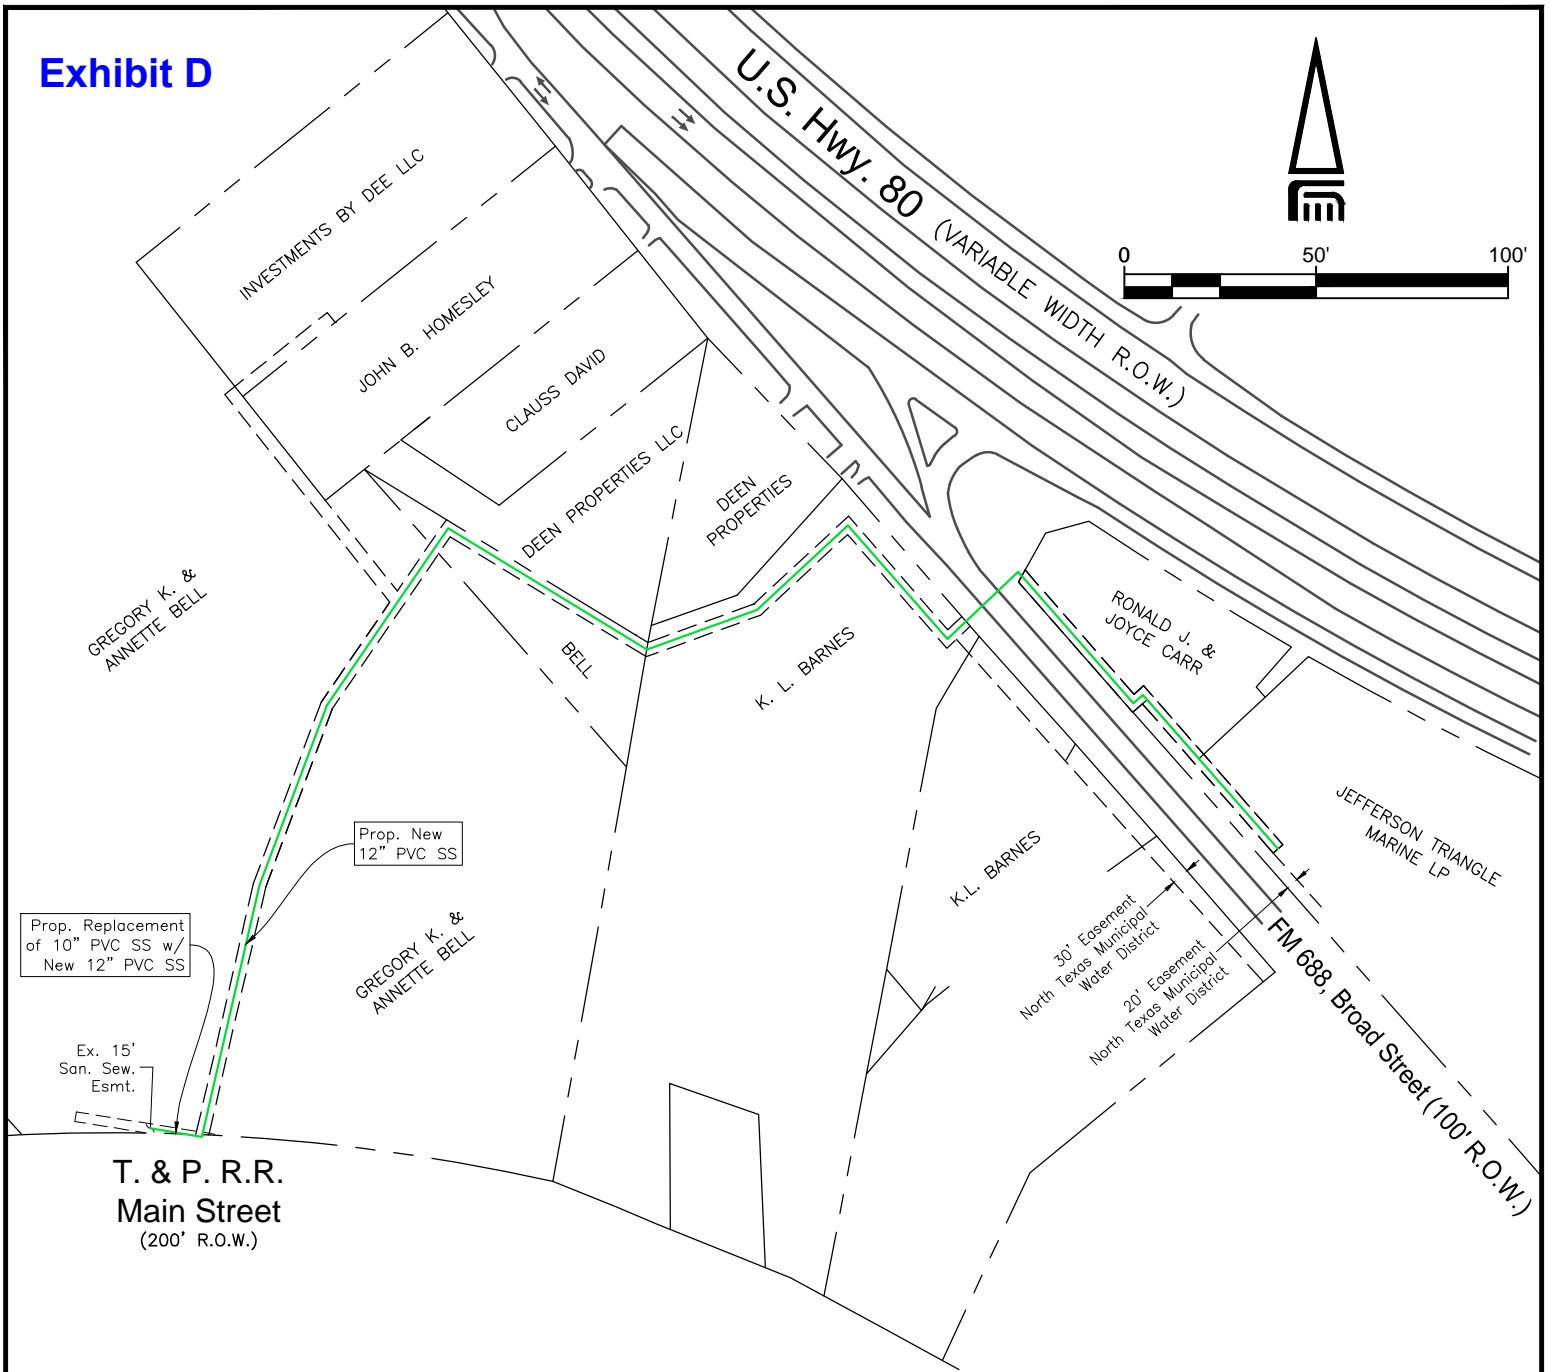 Exhibit D
U.S. Hwy. 80 (VARIABLE WIDTH R.O.W.)
0 50' 100'
INVESTMENTS BY DEE LLC
JOHN B. HOMESLEY
CLAUSS DAVID
DEEN PROPERTIES LLC
DEEN
PROPERTIES
GREGORY K. &
ANNETTE BELL
BELL
K. L. BARNES
RONALD J. &
JOYCE CARR
JEFFERSON TRIANGLE
MARINE LP
Prop. New
12” PVC SS
K.L. BARNES
30’ Easement
North Texas Municipal
Water District
20’ Easement
North Texas Municipal
Water District
FM 688, Broad Street (100' R.O.W.)
Prop. Replacement
of 10” PVC SS w/
New 12” PVC SS
GREGORY K. &
ANNETTE BELL
Ex. 15’
San. Sew.
Esmt.
T. & P. R.R.
Main Street
(200’ R.O.W.)